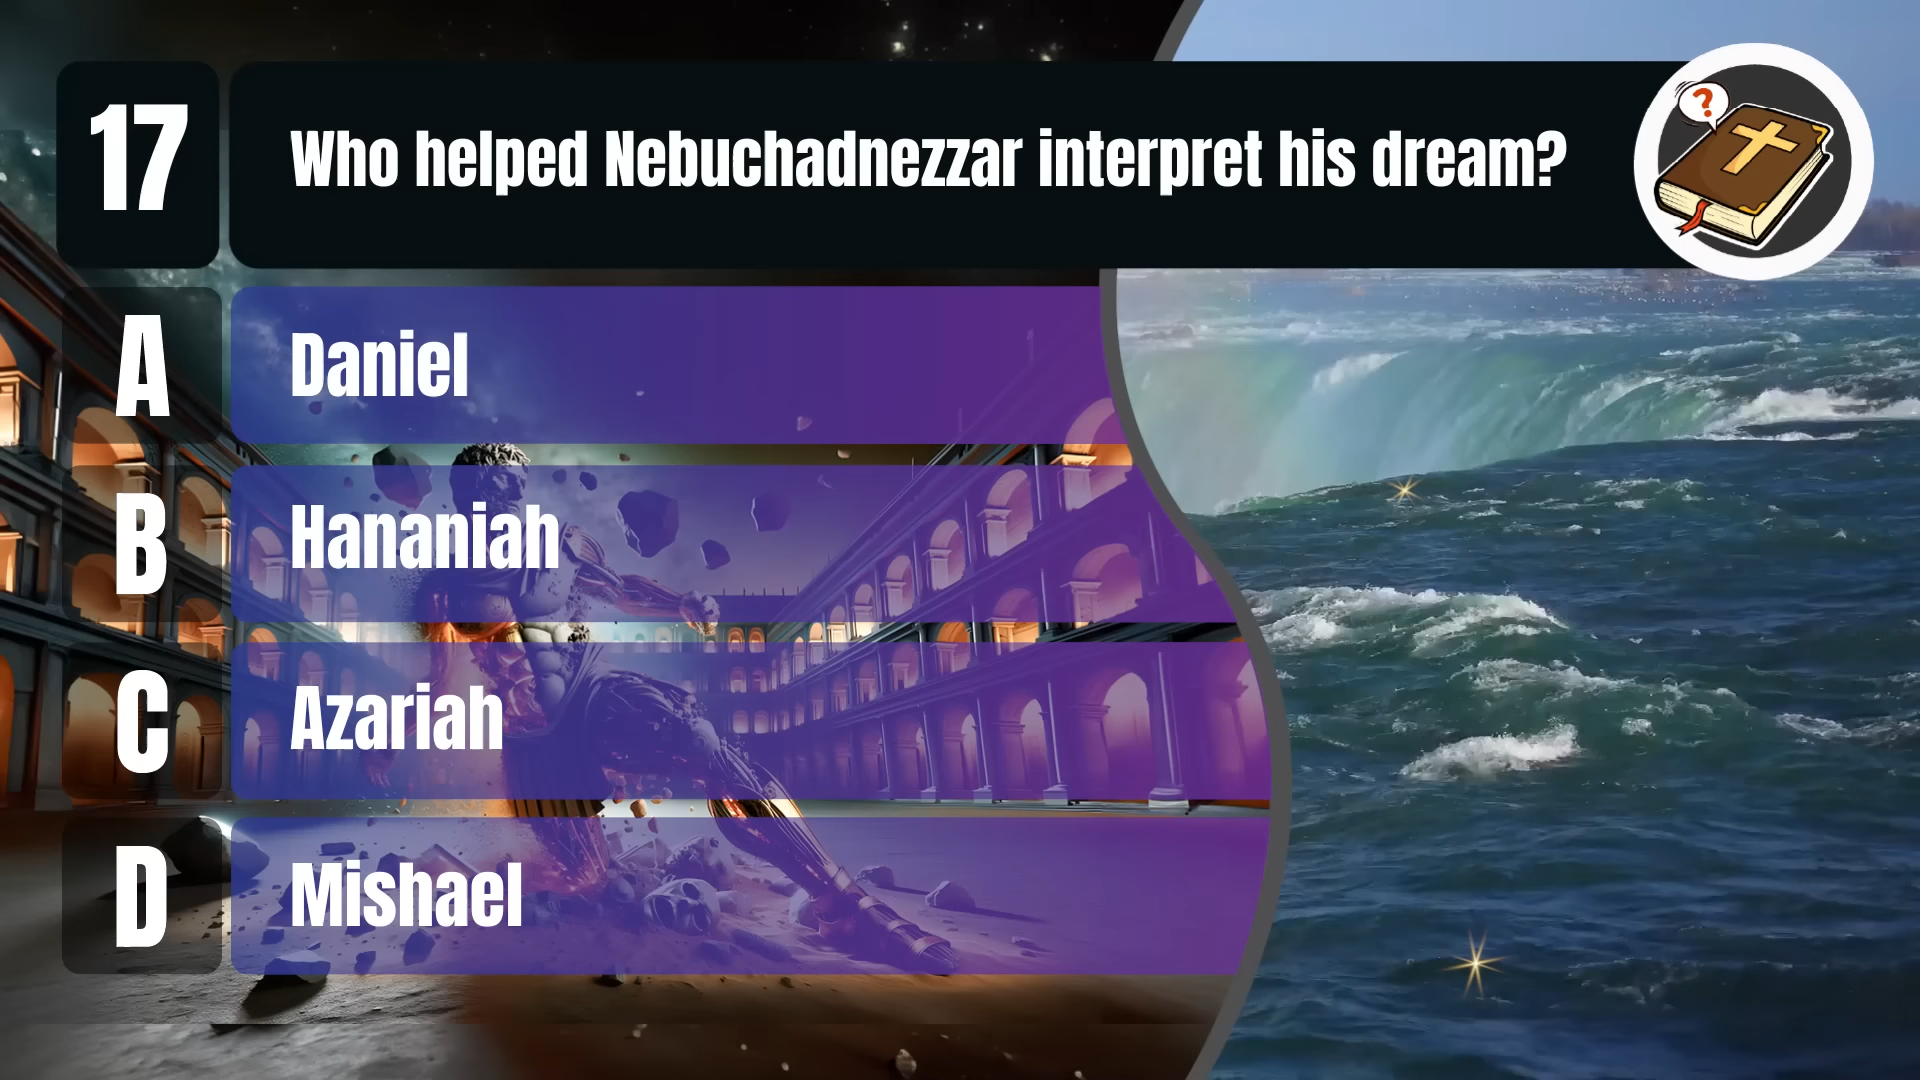 17
Who helped Nebuchadnezzar interpret his dream?
?
A
Daniel
B
Hananiah
C
Azariah
D
Mishael